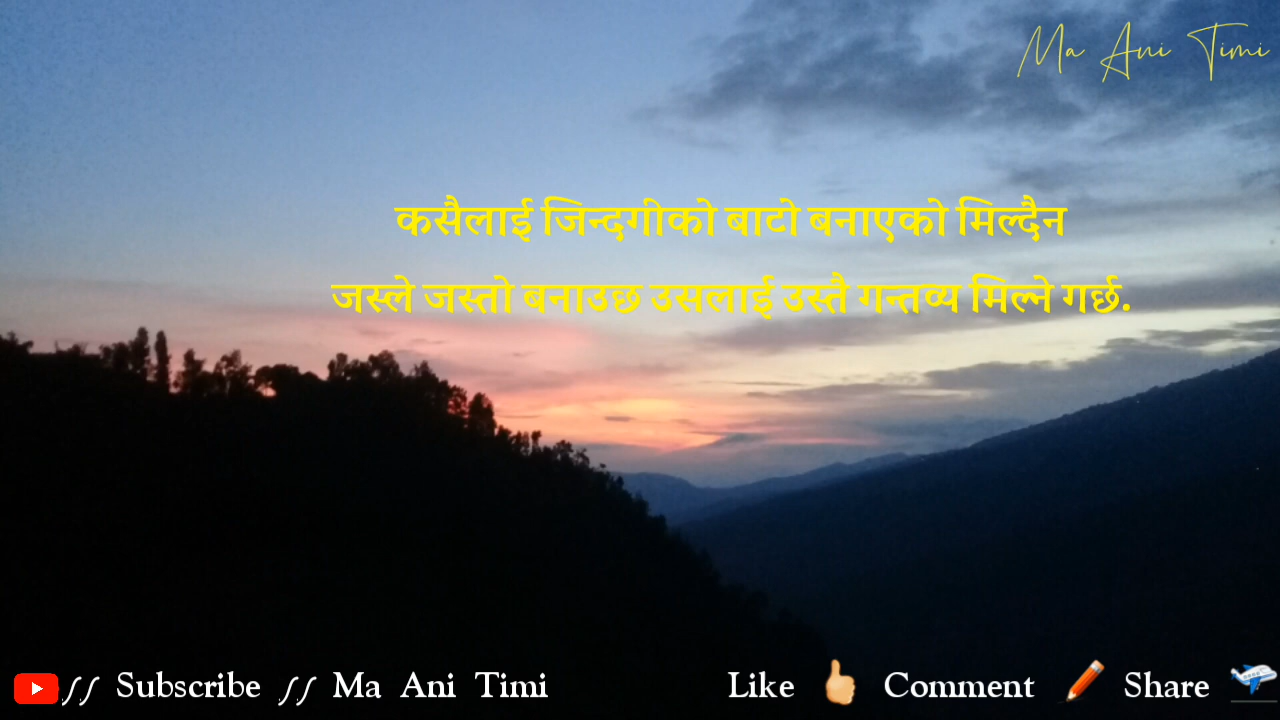 Ma Ani Timi
कसैलाई जिन्दगीको बाटो बनाएको मिल्दैन
जस्ले जस्तो बनाउछ उसलाई उस्तै गन्तव्य मिल्ने गर्छ.
Subscribe Ma Ani Timi Like Comment Share